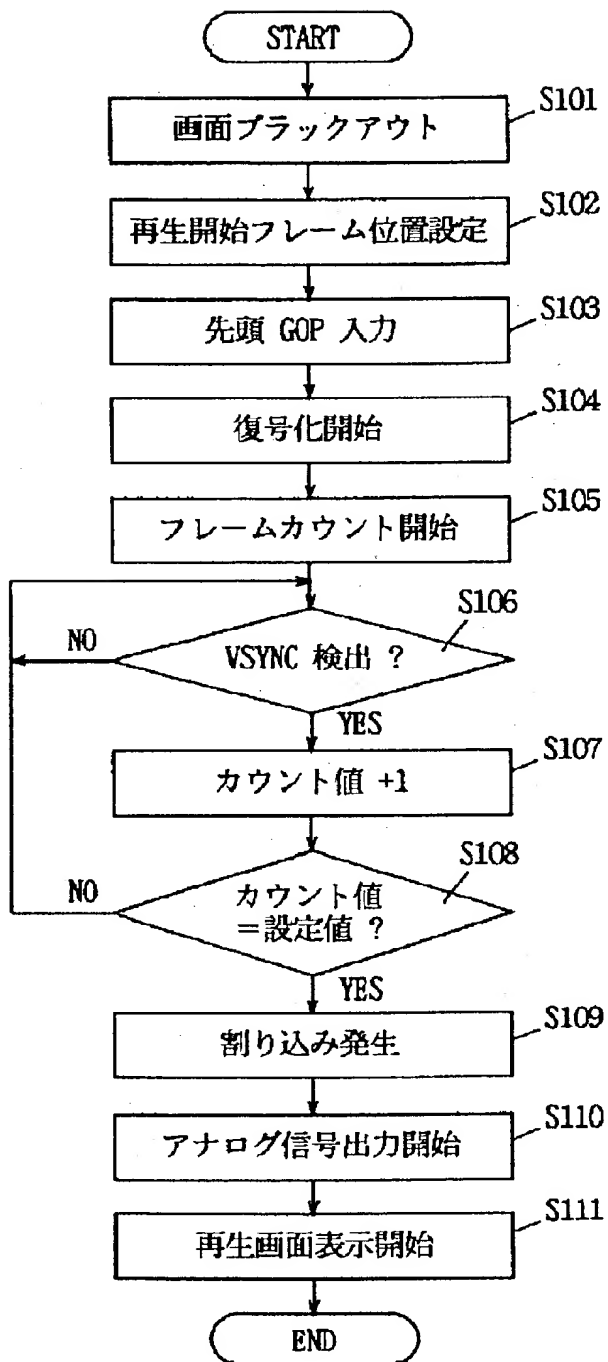 START
画面ブラックアウト
S101
再生開始フレーム位置設定
S102
先頭 GOP 入力
S103
復号化開始
S104
フレームカウント開始
S105
VSYNC 検出 ?
S106
NO
YES
カウント値 +1
S107
カウント値
=設定値 ?
S108
NO
YES
割り込み発生
S109
アナログ信号出力開始
S110
再生画面表示開始
S111
END